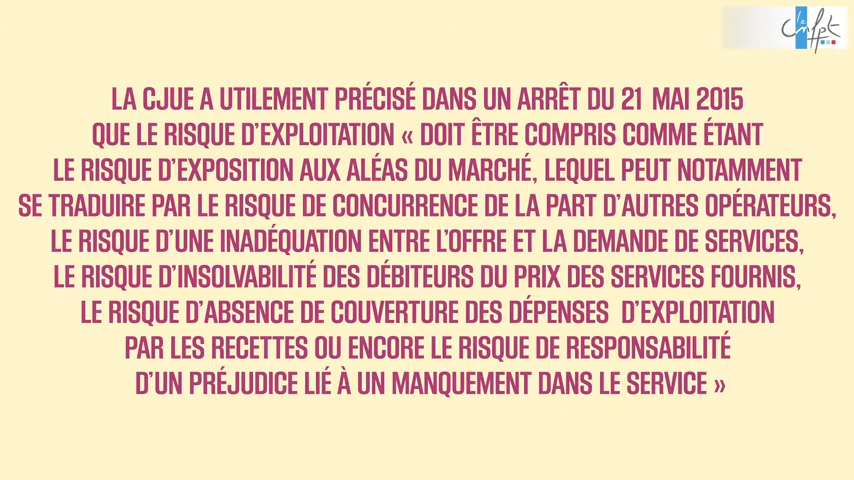 cnfpt
LA CJUE A UTILEMENT PRÉCISÉ DANS UN ARRÊT DU 21 MAI 2015
QUE LE RISQUE D’EXPLOITATION « DOIT ÊTRE COMPRIS COMME ÉTANT
LE RISQUE D’EXPOSITION AUX ALÉAS DU MARCHÉ, LEQUEL PEUT NOTAMMENT
SE TRADUIRE PAR LE RISQUE DE CONCURRENCE DE LA PART D’AUTRES OPÉRATEURS,
LE RISQUE D’UNE INADÉQUATION ENTRE L’OFFRE ET LA DEMANDE DE SERVICES,
LE RISQUE D’INSOLVABILITÉ DES DÉBITEURS DU PRIX DES SERVICES FOURNIS,
LE RISQUE D’ABSENCE DE COUVERTURE DES DÉPENSES D’EXPLOITATION
PAR LES RECETTES OU ENCORE LE RISQUE DE RESPONSABILITÉ
D’UN PRÉJUDICE LIÉ À UN MANQUEMENT DANS LE SERVICE »